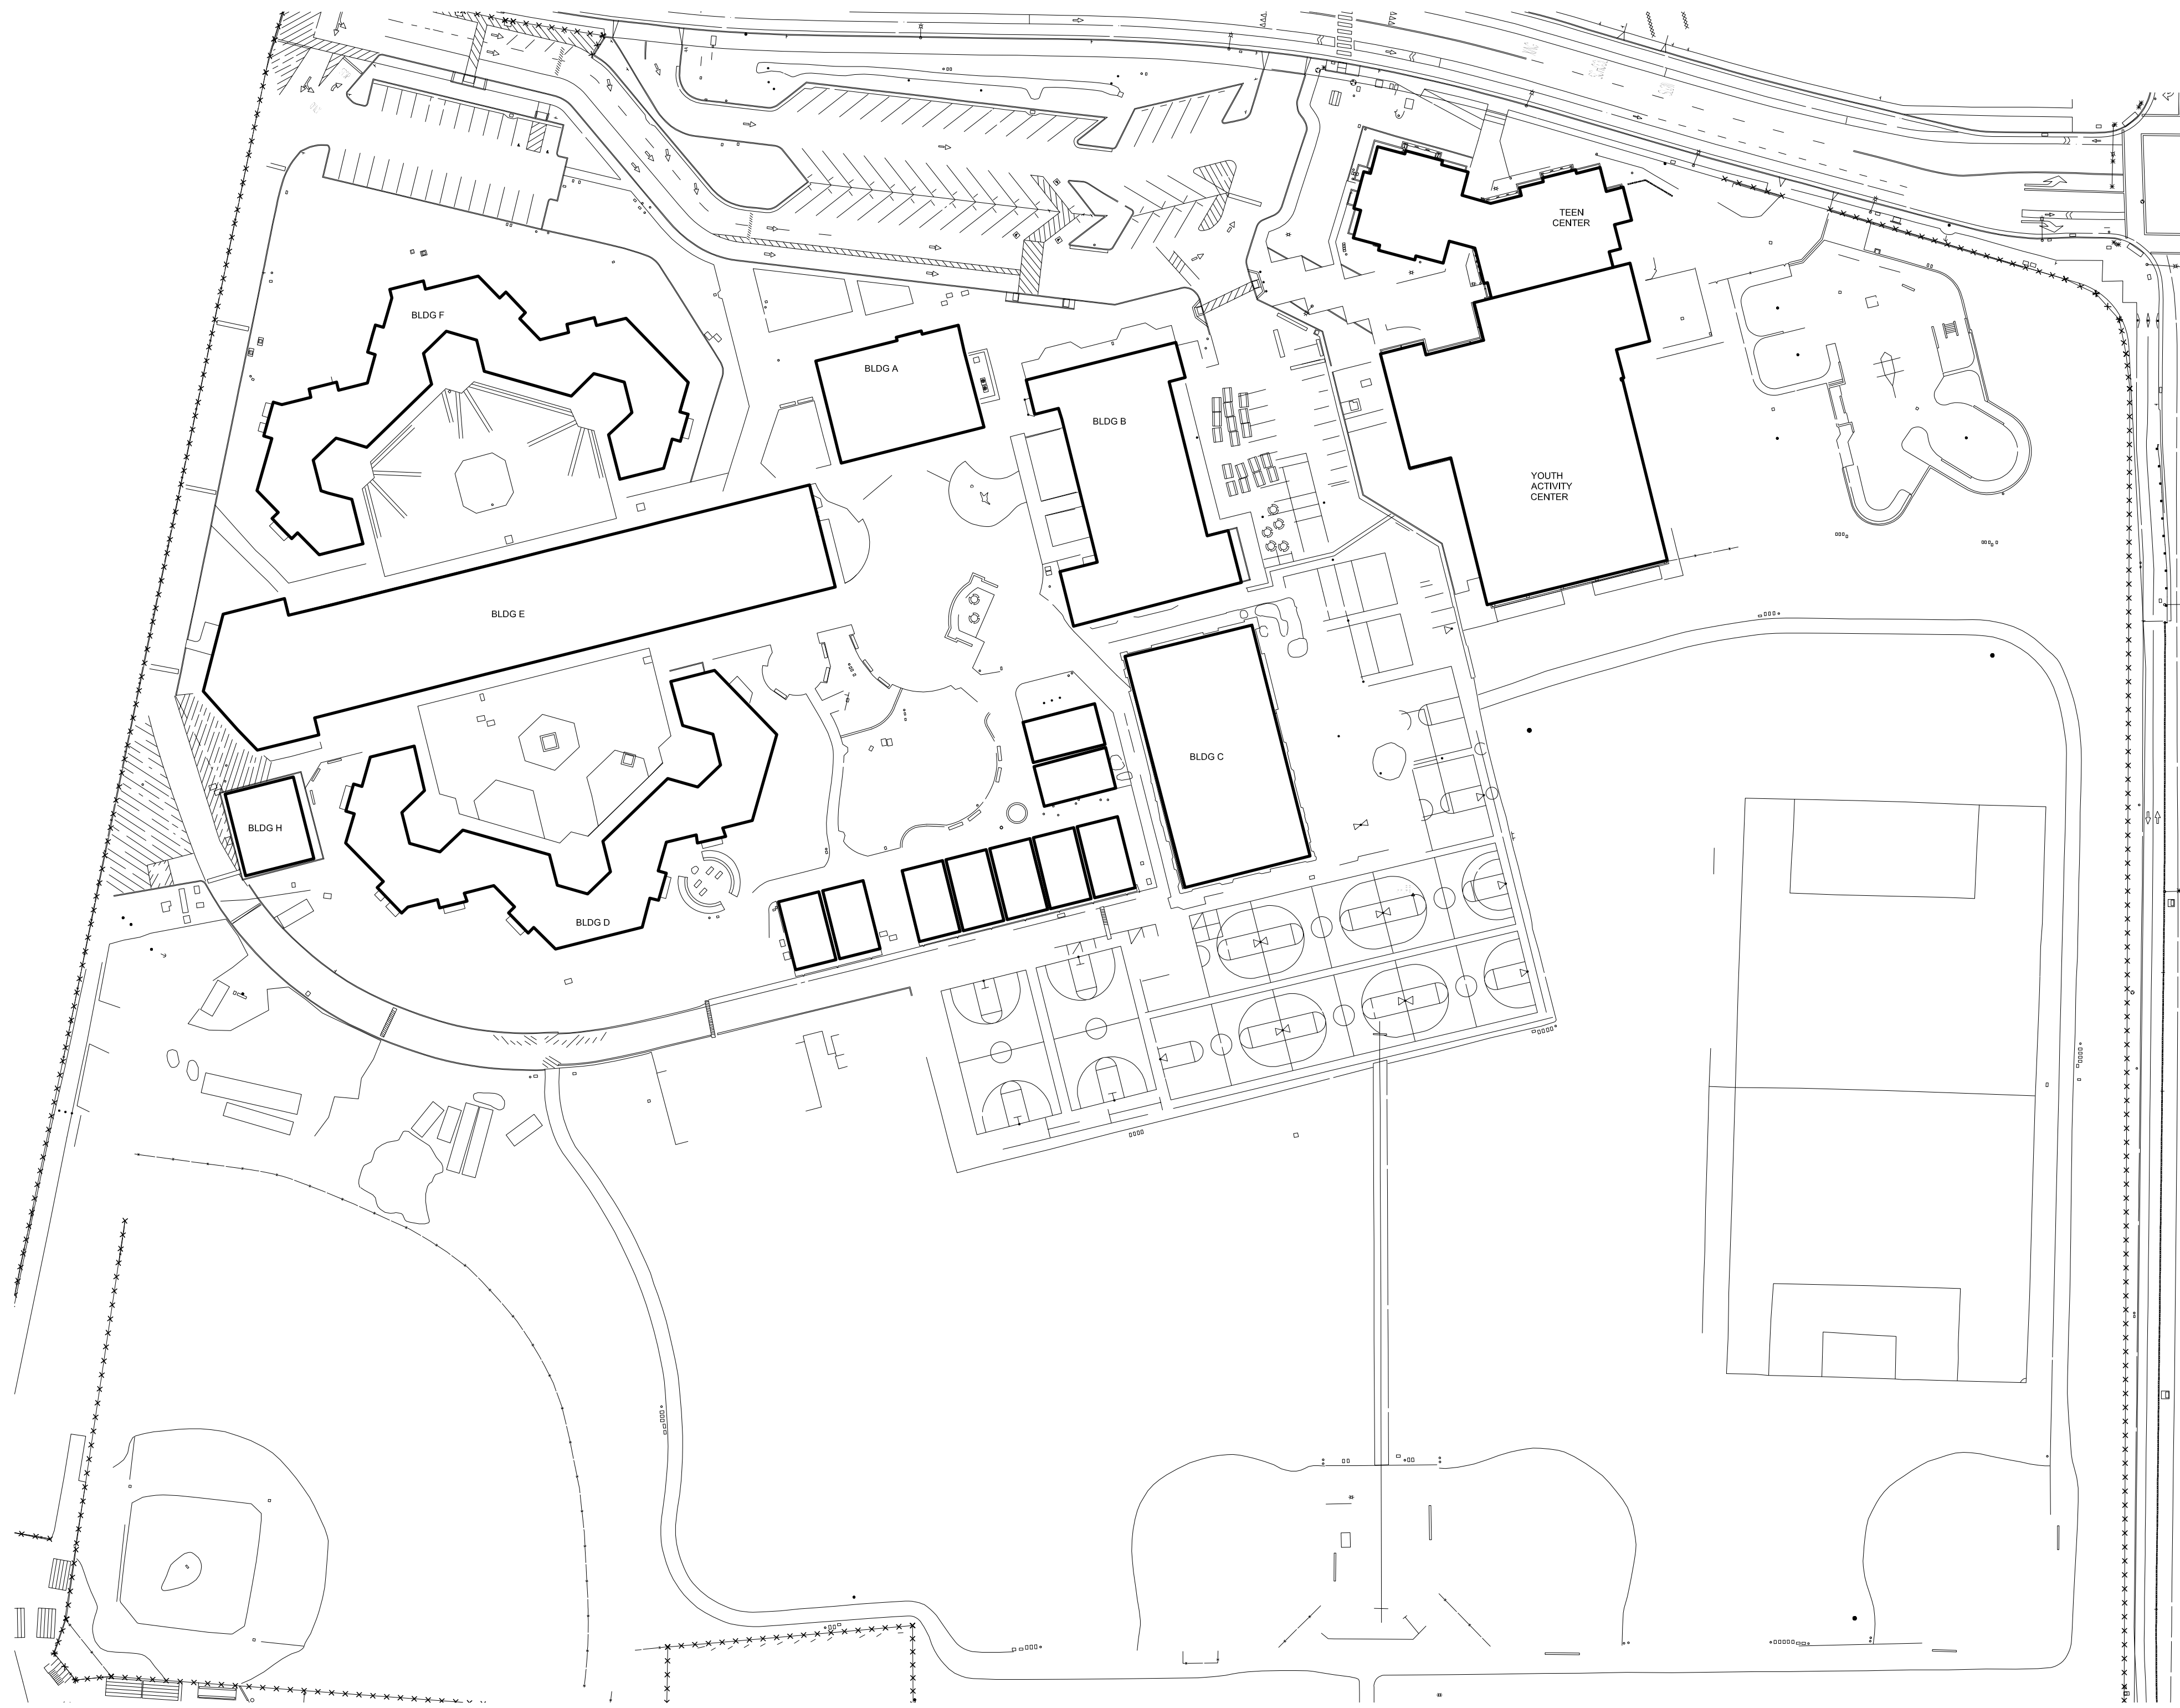 TEEN
CENTER
BLDG F
BLDG A
BLDG B
YOUTH
ACTIVITY
CENTER
BLDG E
BLDG C
BLDG H
BLDG D